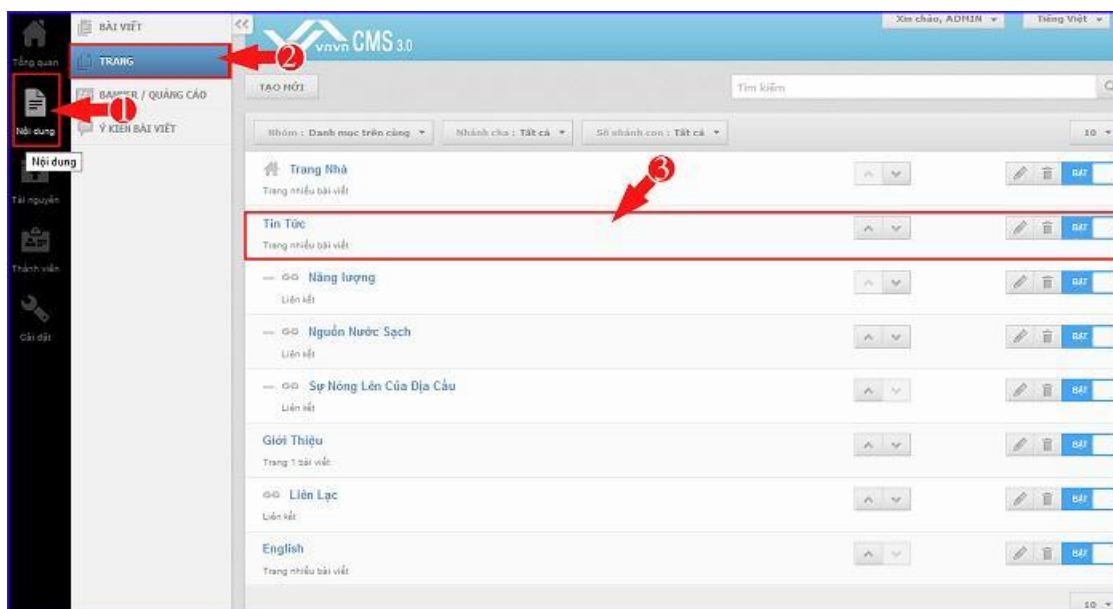 Tổng quan
Nội dung
Nội dung
Tài nguyên
Thành viên
Cài đặt
BÀI VIẾT
TRANG
BANNER / QUẢNG CÁO
Ý KIẾN BÀI VIẾT
1
2
vnvn CMS 3.0
Xin chào, ADMIN
Tiếng Việt
TẠO MỚI
Tìm kiếm
Nhóm : Danh mục trên cùng
Nhánh cha : Tất cả
Số nhánh con : Tất cả
10
3
Trang Nhà
Trang nhiều bài viết
BẬT
Tin Tức
Trang nhiều bài viết
BẬT
Năng lượng
Liên kết
BẬT
Nguồn Nước Sạch
Liên kết
BẬT
Sự Nóng Lên Của Địa Cầu
Liên kết
BẬT
Giới Thiệu
Trang 1 bài viết
BẬT
Liên Lạc
Liên kết
BẬT
English
Trang nhiều bài viết
BẬT
10